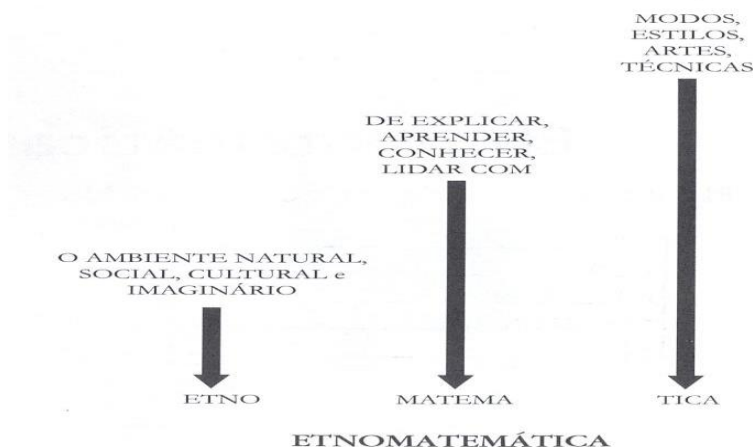 MODOS,
ESTILOS,
ARTES,
TÉCNICAS
DE EXPLICAR,
APRENDER,
CONHECER,
LIDAR COM
O AMBIENTE NATURAL,
SOCIAL, CULTURAL e
IMAGINÁRIO
ETNO MATEMA TICA
ETNOMATEMÁTICA